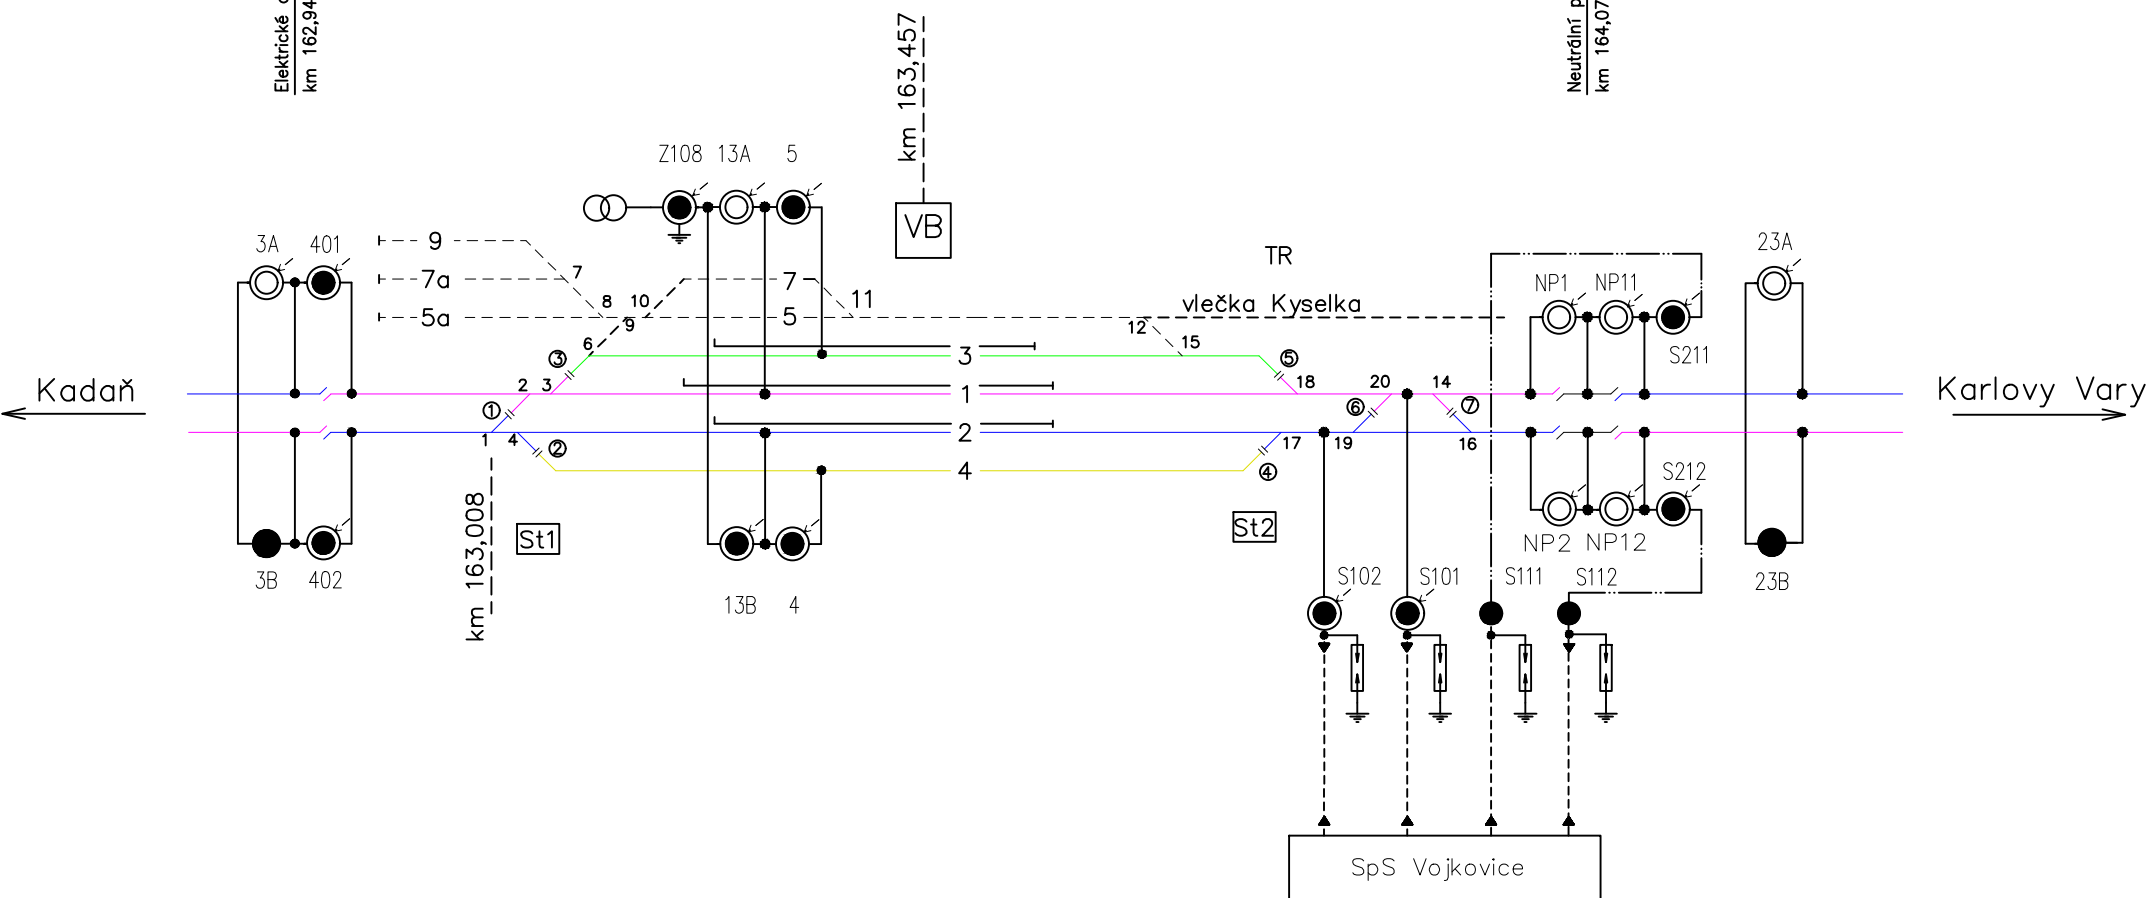 Elektrické
km 162,94
km 163,457
Neutrální
km 164,07
Z108 13A 5
VB
3A 401
9
7a
5a
7
8 10
9
7
5
11
TR
vlečka Kyselka
12 15
NP1 NP11
S211
23A
Kadaň
6
3
3
5
2 3
1
18 20 14
Karlovy Vary
1
6
7
1 4
2
17 19 16
2
4
4
S212
km 163,008
St1
St2
NP2 NP12
3B 402
13B 4
S102 S101 S111 S112
23B
SpS Vojkovice